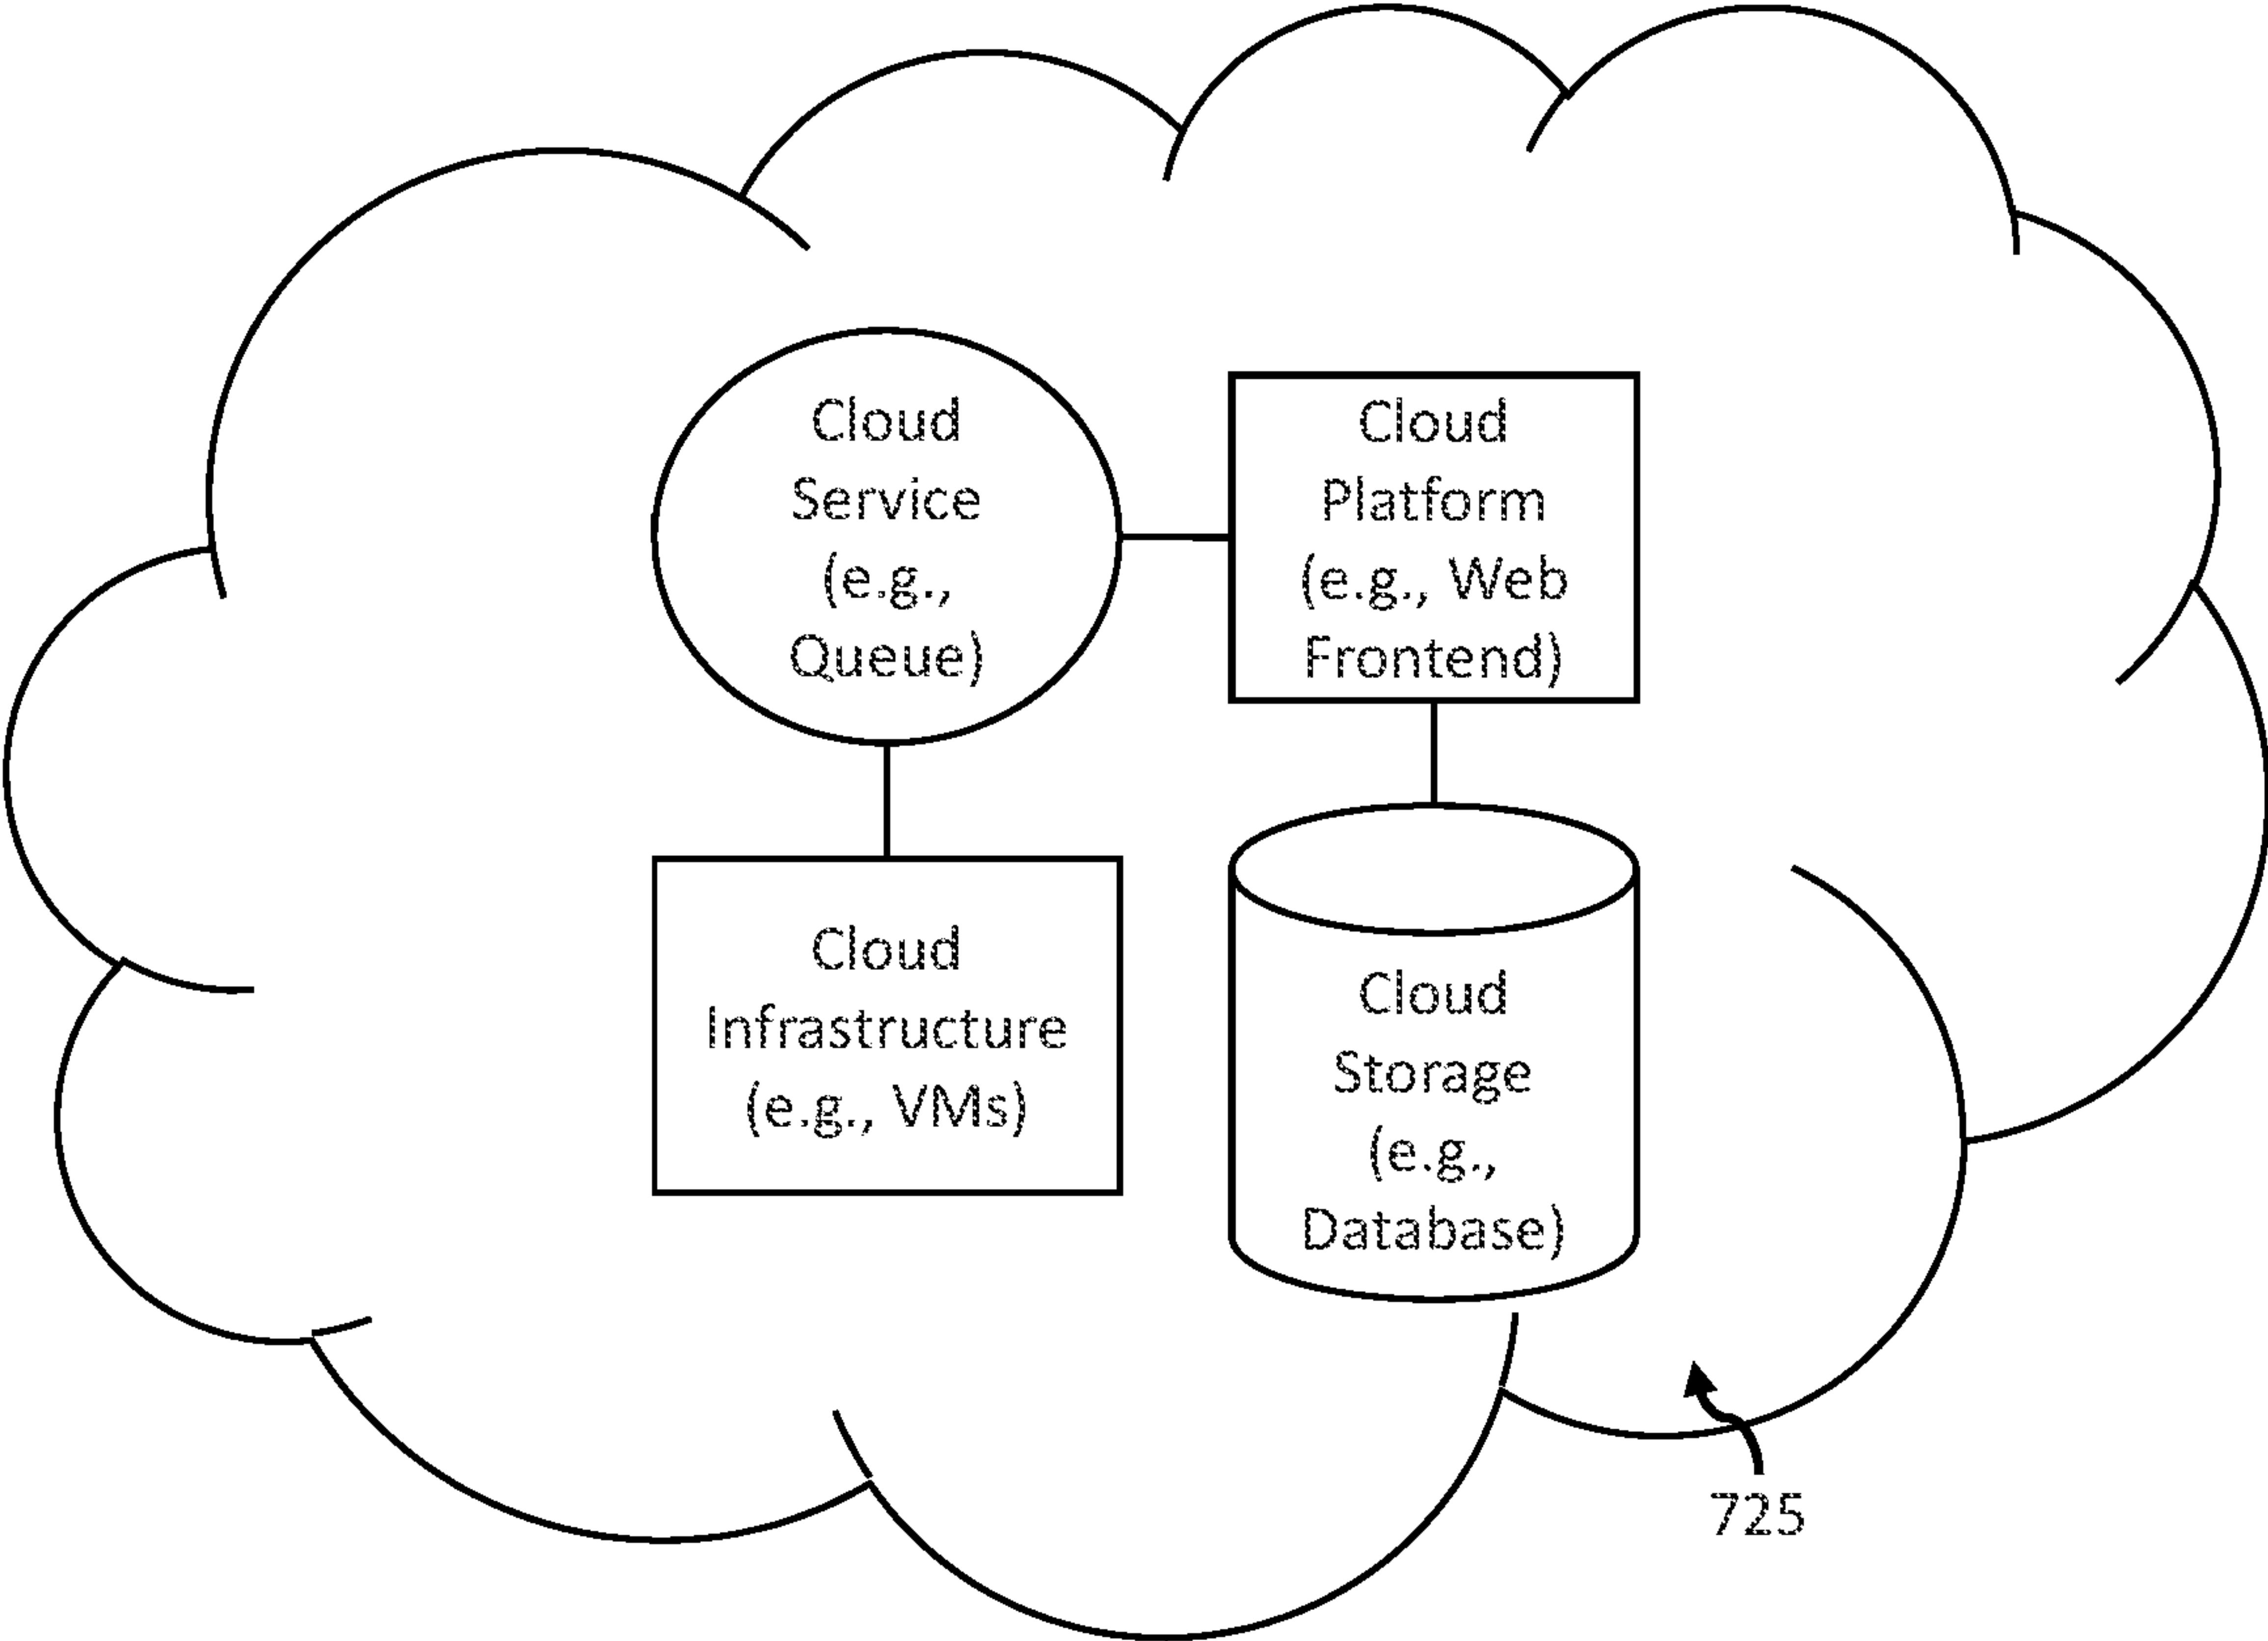 Cloud
Service
(e.g.,
Queue)
Cloud
Platform
(e.g., Web
Frontend)
Cloud
Infrastructure
(e.g., VMs)
Cloud
Storage
(e.g.,
Database)
725